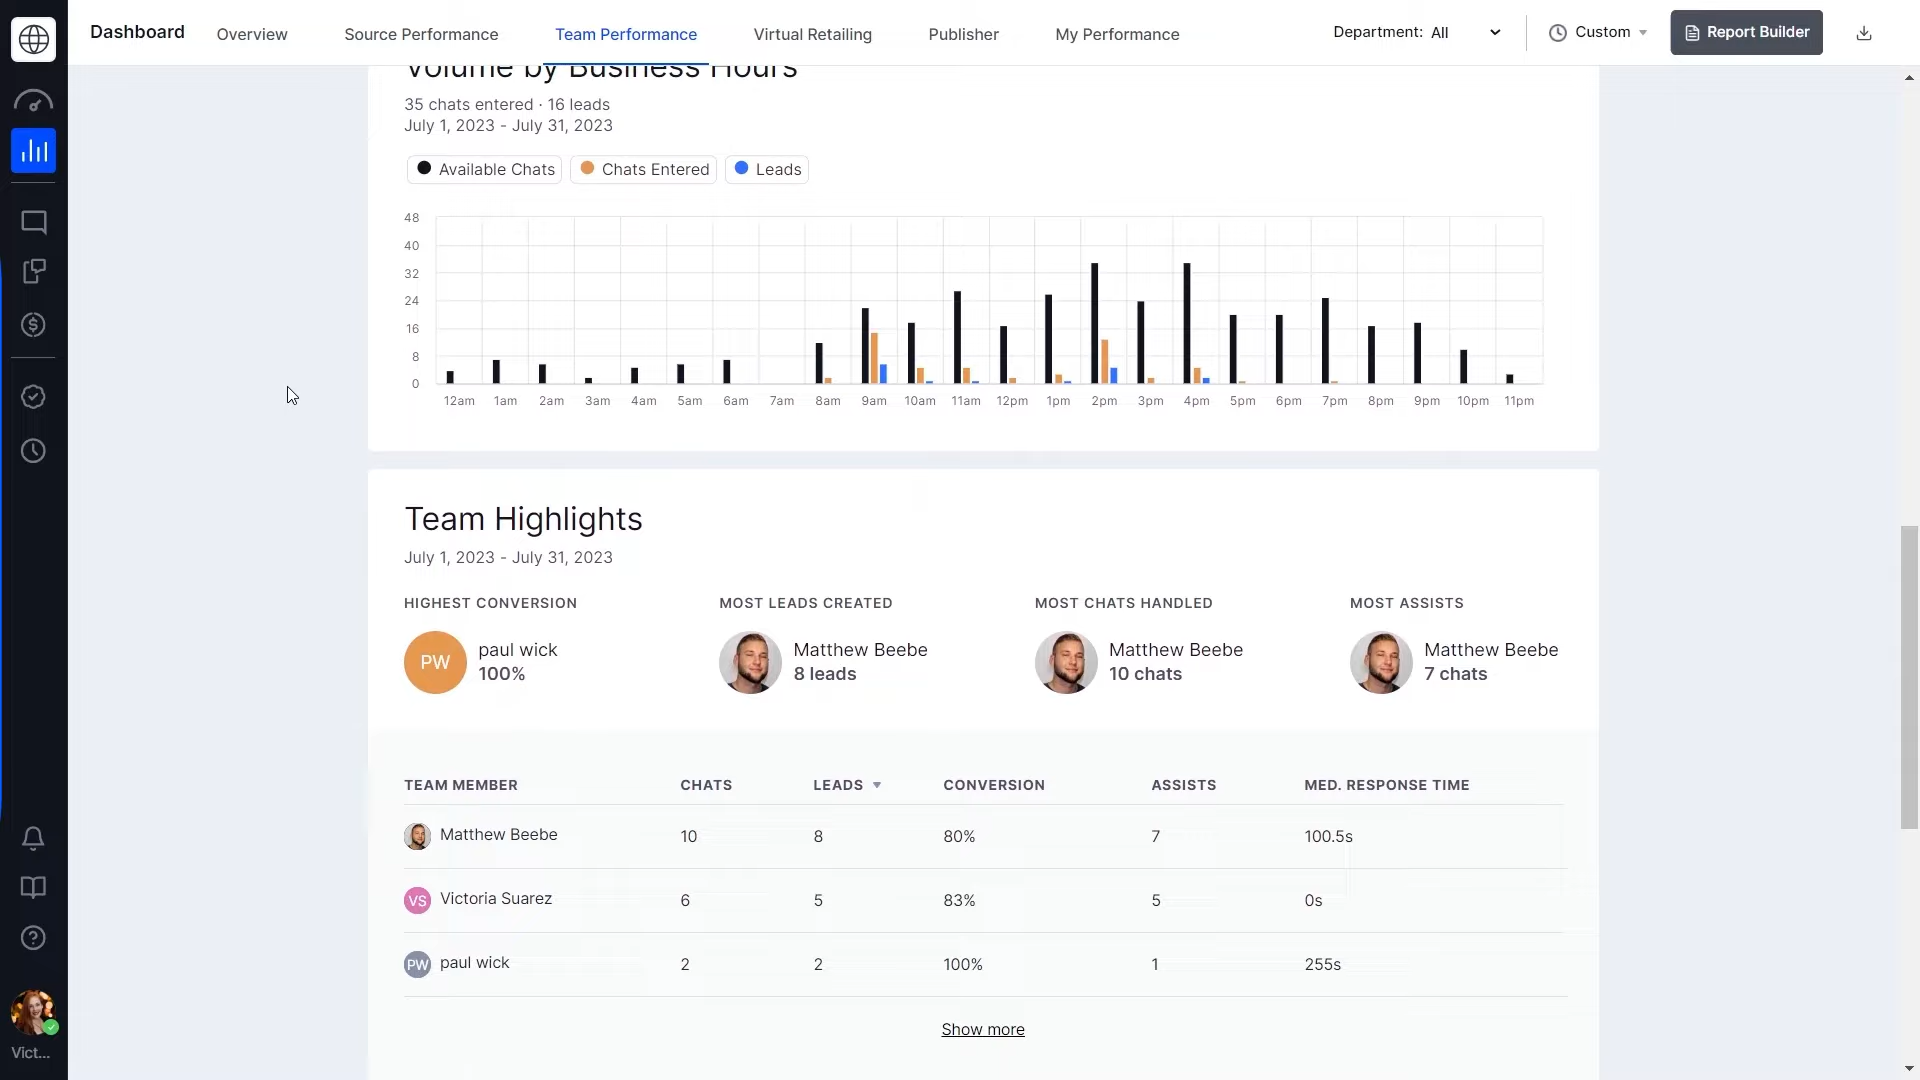 Dashboard
Overview
Source Performance
Team Performance
Virtual Retailing
Publisher
My Performance
Department: All
Custom
Report Builder
Volume by Business Hours
35 chats entered · 16 leads
July 1, 2023 - July 31, 2023
Available Chats
Chats Entered
Leads
48
40
32
24
16
8
0
12am 1am 2am 3am 4am 5am 6am 7am 8am 9am 10am 11am 12pm 1pm 2pm 3pm 4pm 5pm 6pm 7pm 8pm 9pm 10pm 11pm
Team Highlights
July 1, 2023 - July 31, 2023
HIGHEST CONVERSION
PW
paul wick
100%
MOST LEADS CREATED
Matthew Beebe
8 leads
MOST CHATS HANDLED
Matthew Beebe
10 chats
MOST ASSISTS
Matthew Beebe
7 chats
TEAM MEMBER CHATS LEADS CONVERSION ASSISTS MED. RESPONSE TIME
Matthew Beebe 10 8 80% 7 100.5s
VS Victoria Suarez 6 5 83% 5 0s
PW paul wick 2 2 100% 1 255s
Show more
Vict...